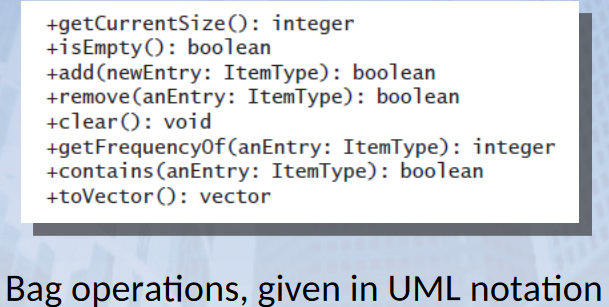 +getCurrentSize(): integer
+isEmpty(): boolean
+add(newEntry: ItemType): boolean
+remove(anEntry: ItemType): boolean
+clear(): void
+getFrequencyOf(anEntry: ItemType): integer
+contains(anEntry: ItemType): boolean
+toVector(): vector
Bag operations, given in UML notation